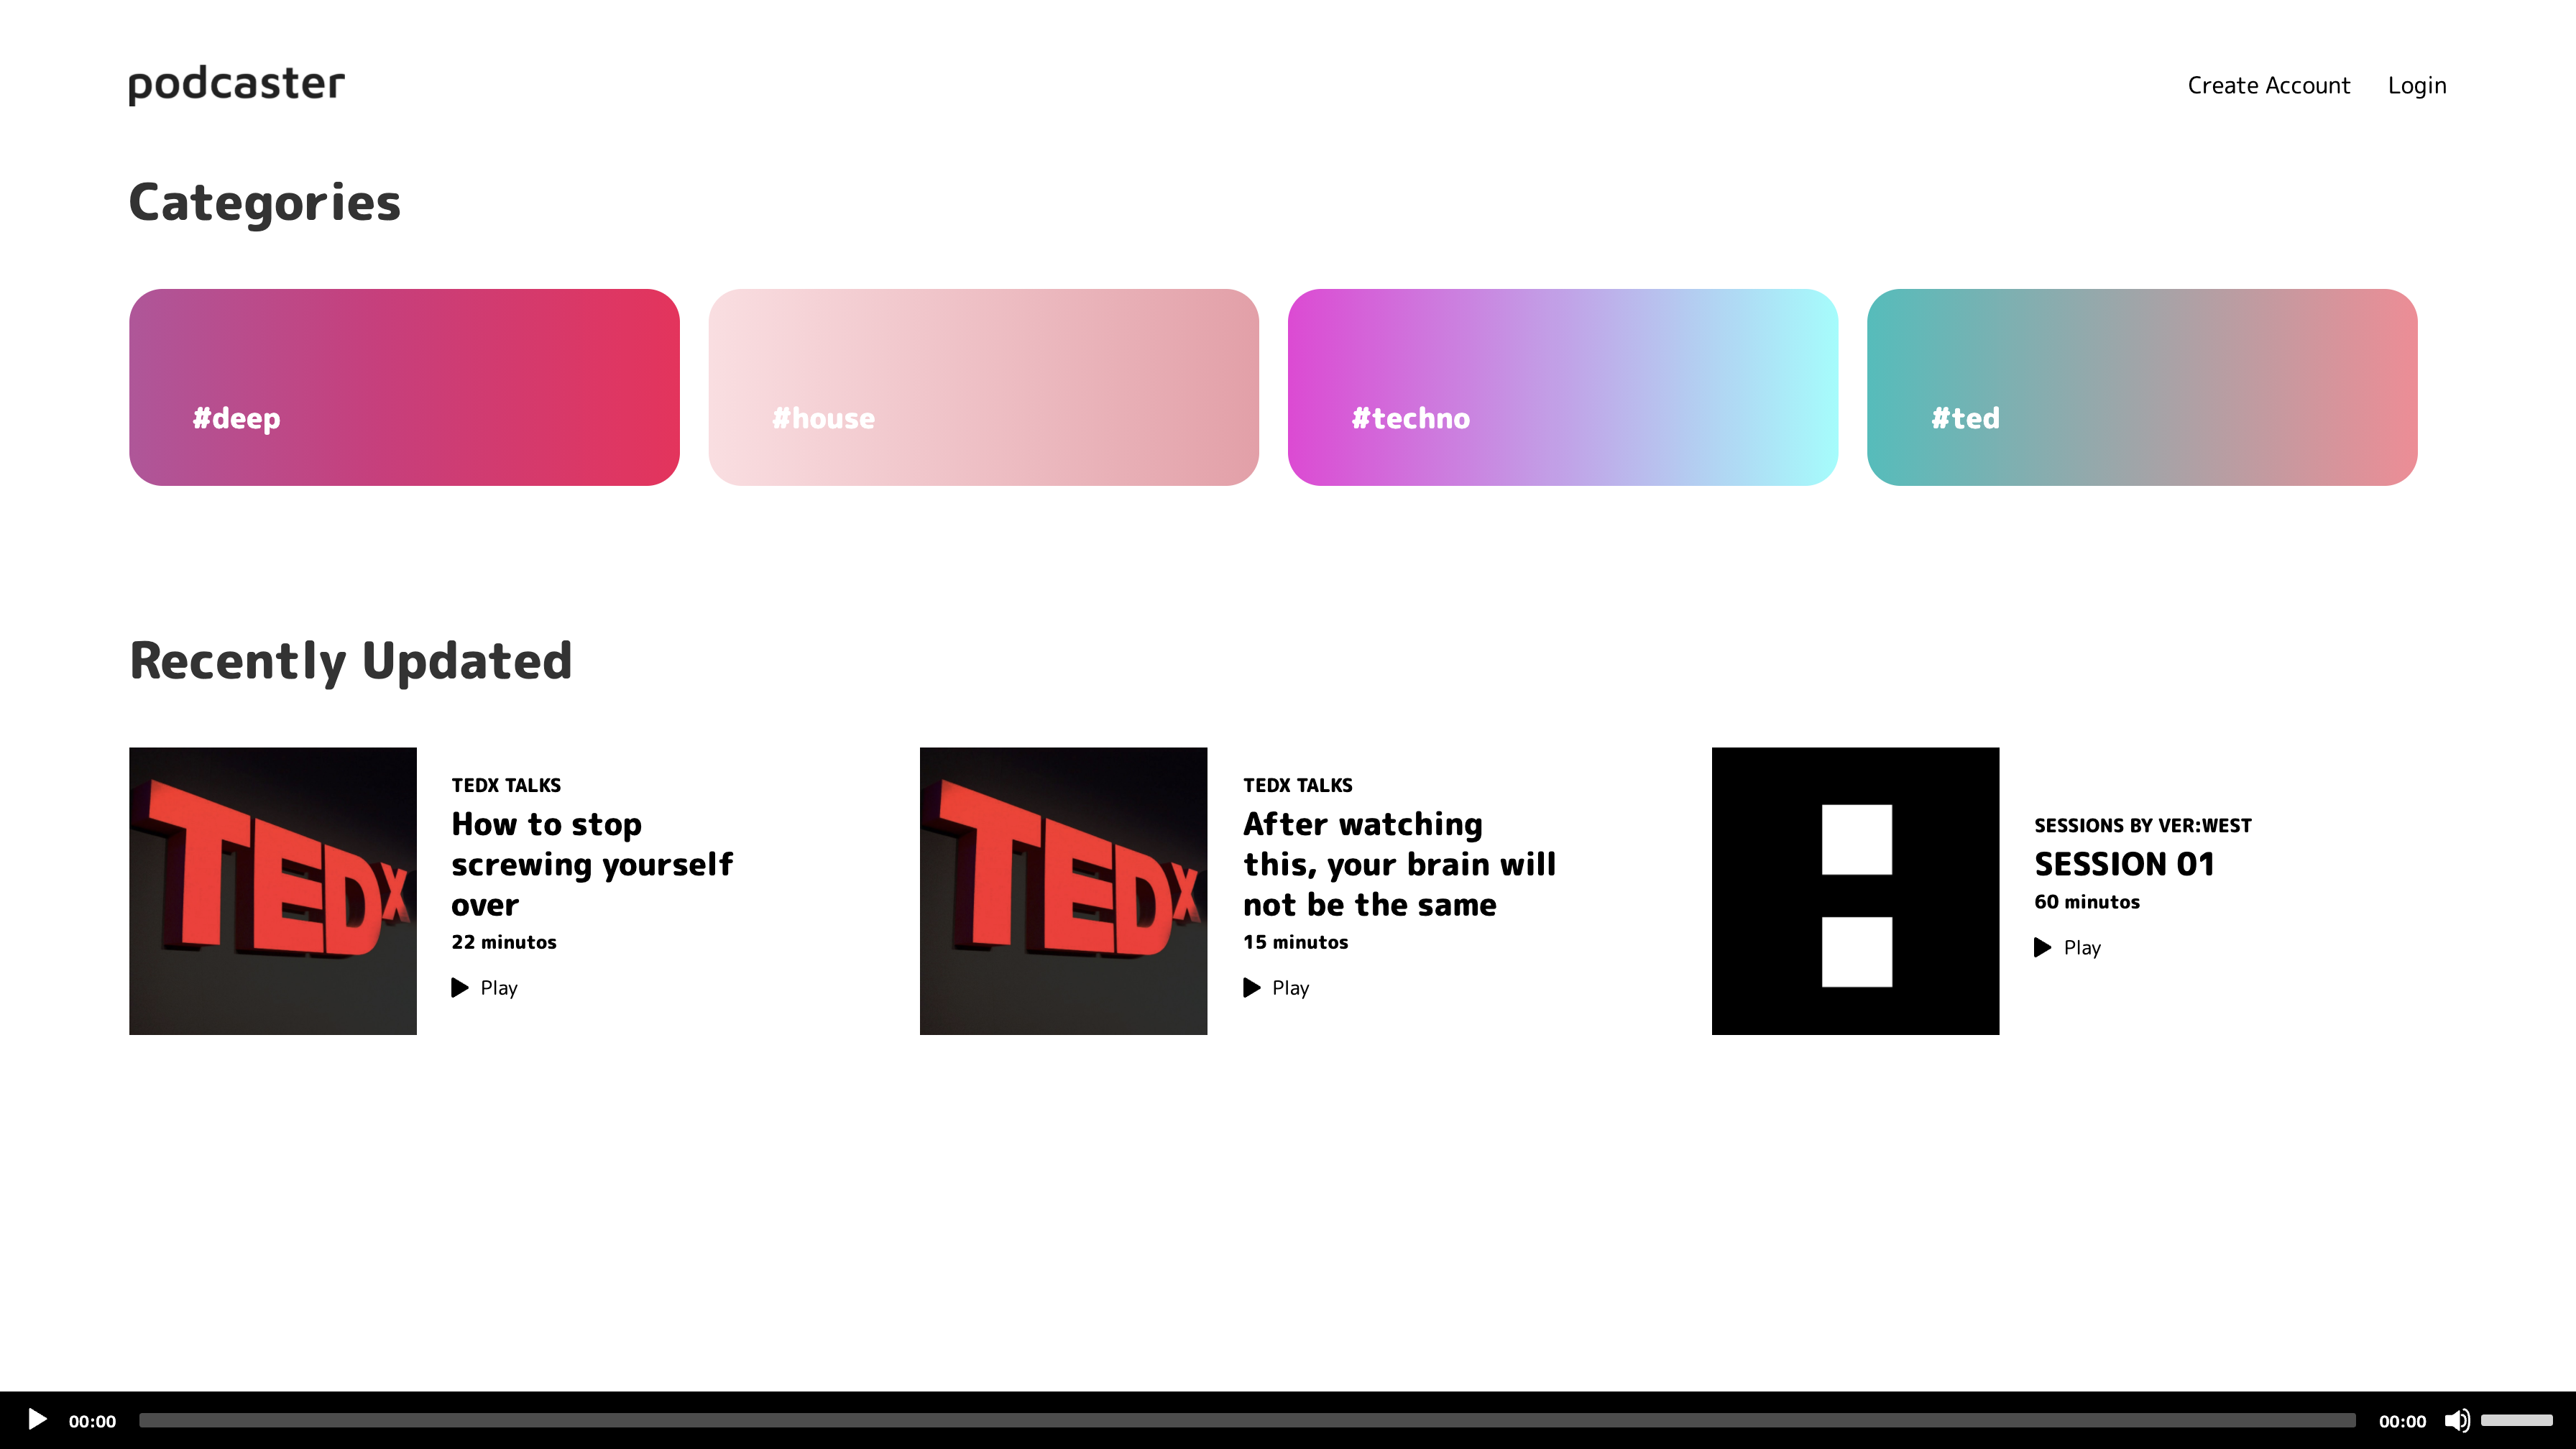 podcaster
Create Account
Login
Categories
#deep
#house
#techno
#ted
Recently Updated
TEDx
TEDX TALKS
How to stop
screwing yourself
over
22 minutos
Play
TEDx
TEDX TALKS
After watching
this, your brain will
not be the same
15 minutos
Play
SESSIONS BY VER:WEST
SESSION 01
60 minutos
Play
00:00
00:00